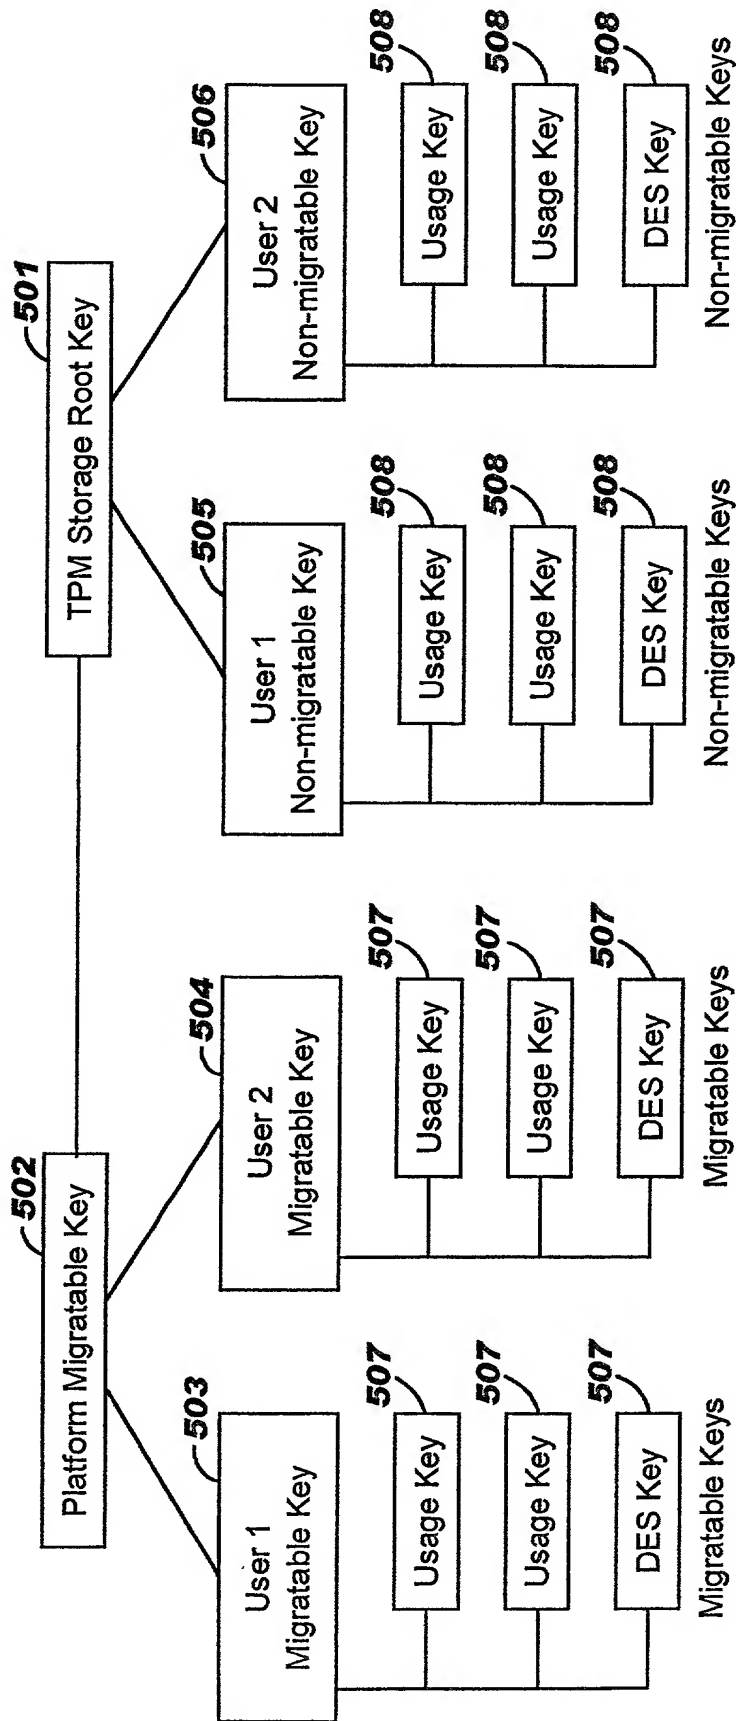 502
Platform Migratable Key
501
TPM Storage Root Key
503
User 1
Migratable Key
504
User 2
Migratable Key
505
User 1
Non-migratable Key
506
User 2
Non-migratable Key
507
Usage Key
507
Usage Key
507
DES Key
Migratable Keys
507
Usage Key
507
Usage Key
507
DES Key
Migratable Keys
508
Usage Key
508
Usage Key
508
DES Key
Non-migratable Keys
508
Usage Key
508
Usage Key
508
DES Key
Non-migratable Keys